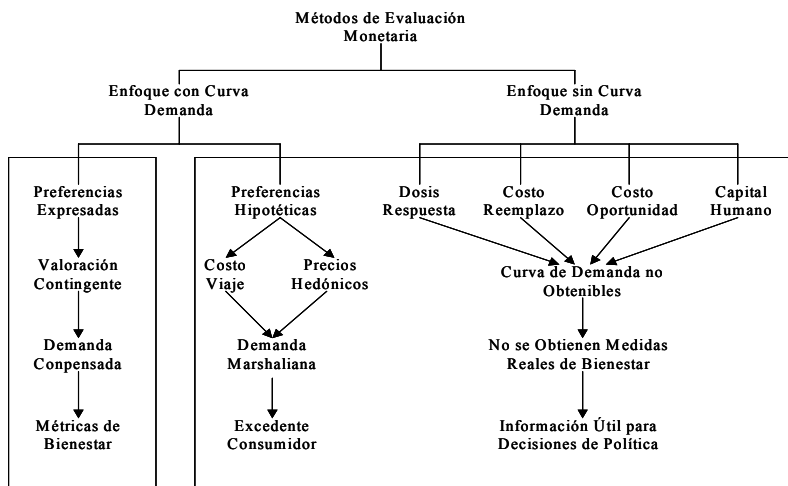 Métodos de Evaluación
Monetaria
Enfoque con Curva
Demanda
Enfoque sin Curva
Demanda
Preferencias
Expresadas
Preferencias
Hipotéticas
Dosis
Respuesta
Costo
Reemplazo
Costo
Oportunidad
Capital
Humano
Valoración
Contingente
Costo
Viaje
Precios
Hedónicos
Curva de Demanda no
Obtenibles
Demanda
Conpensada
Demanda
Marshaliana
No se Obtienen Medidas
Reales de Bienestar
Métricas de
Bienestar
Excedente
Consumidor
Información Útil para
Decisiones de Política